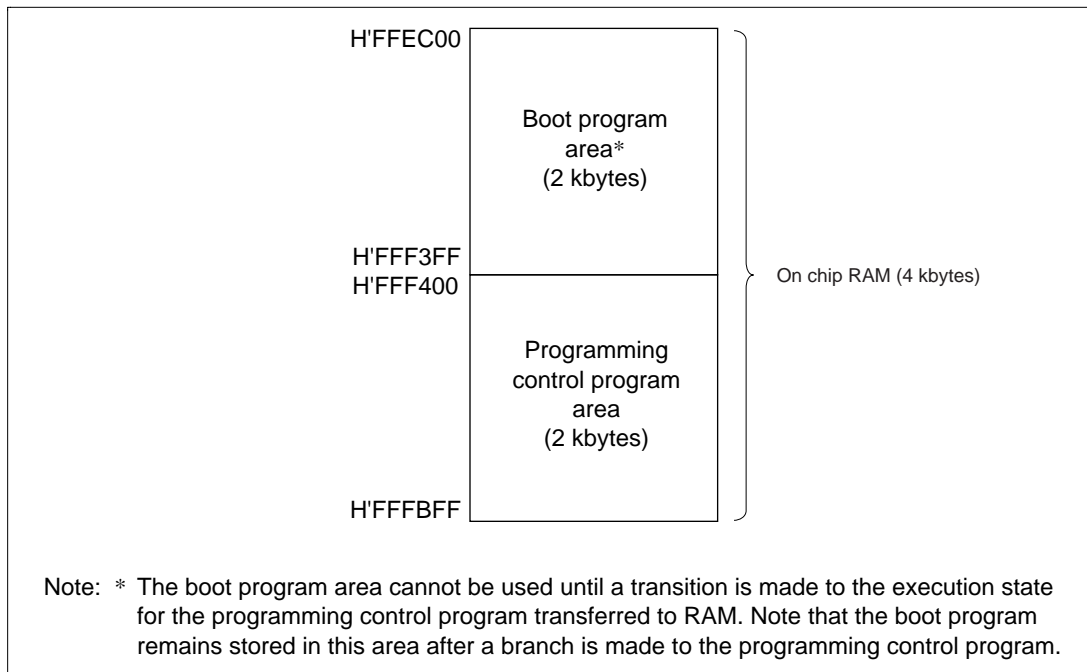 H'FFEC00
Boot program
area*
(2 kbytes)
H'FFF3FF
H'FFF400
On chip RAM (4 kbytes)
Programming
control program
area
(2 kbytes)
H'FFFBFF
Note: * The boot program area cannot be used until a transition is made to the execution state
for the programming control program transferred to RAM. Note that the boot program
remains stored in this area after a branch is made to the programming control program.